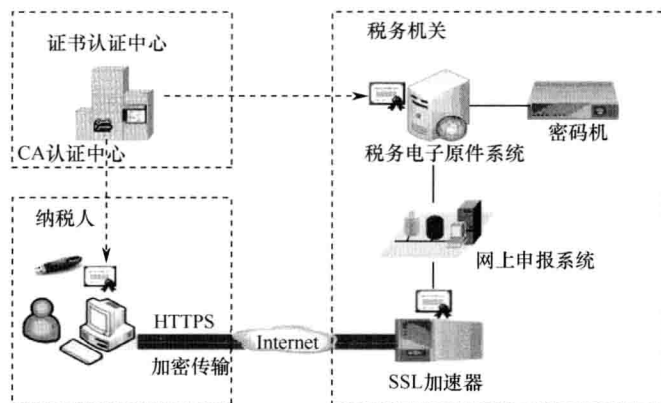 证书认证中心
CA认证中心
税务机关
税务电子原件系统
密码机
纳税人
网上申报系统
HTTPS
加密传输
Internet
SSL加速器